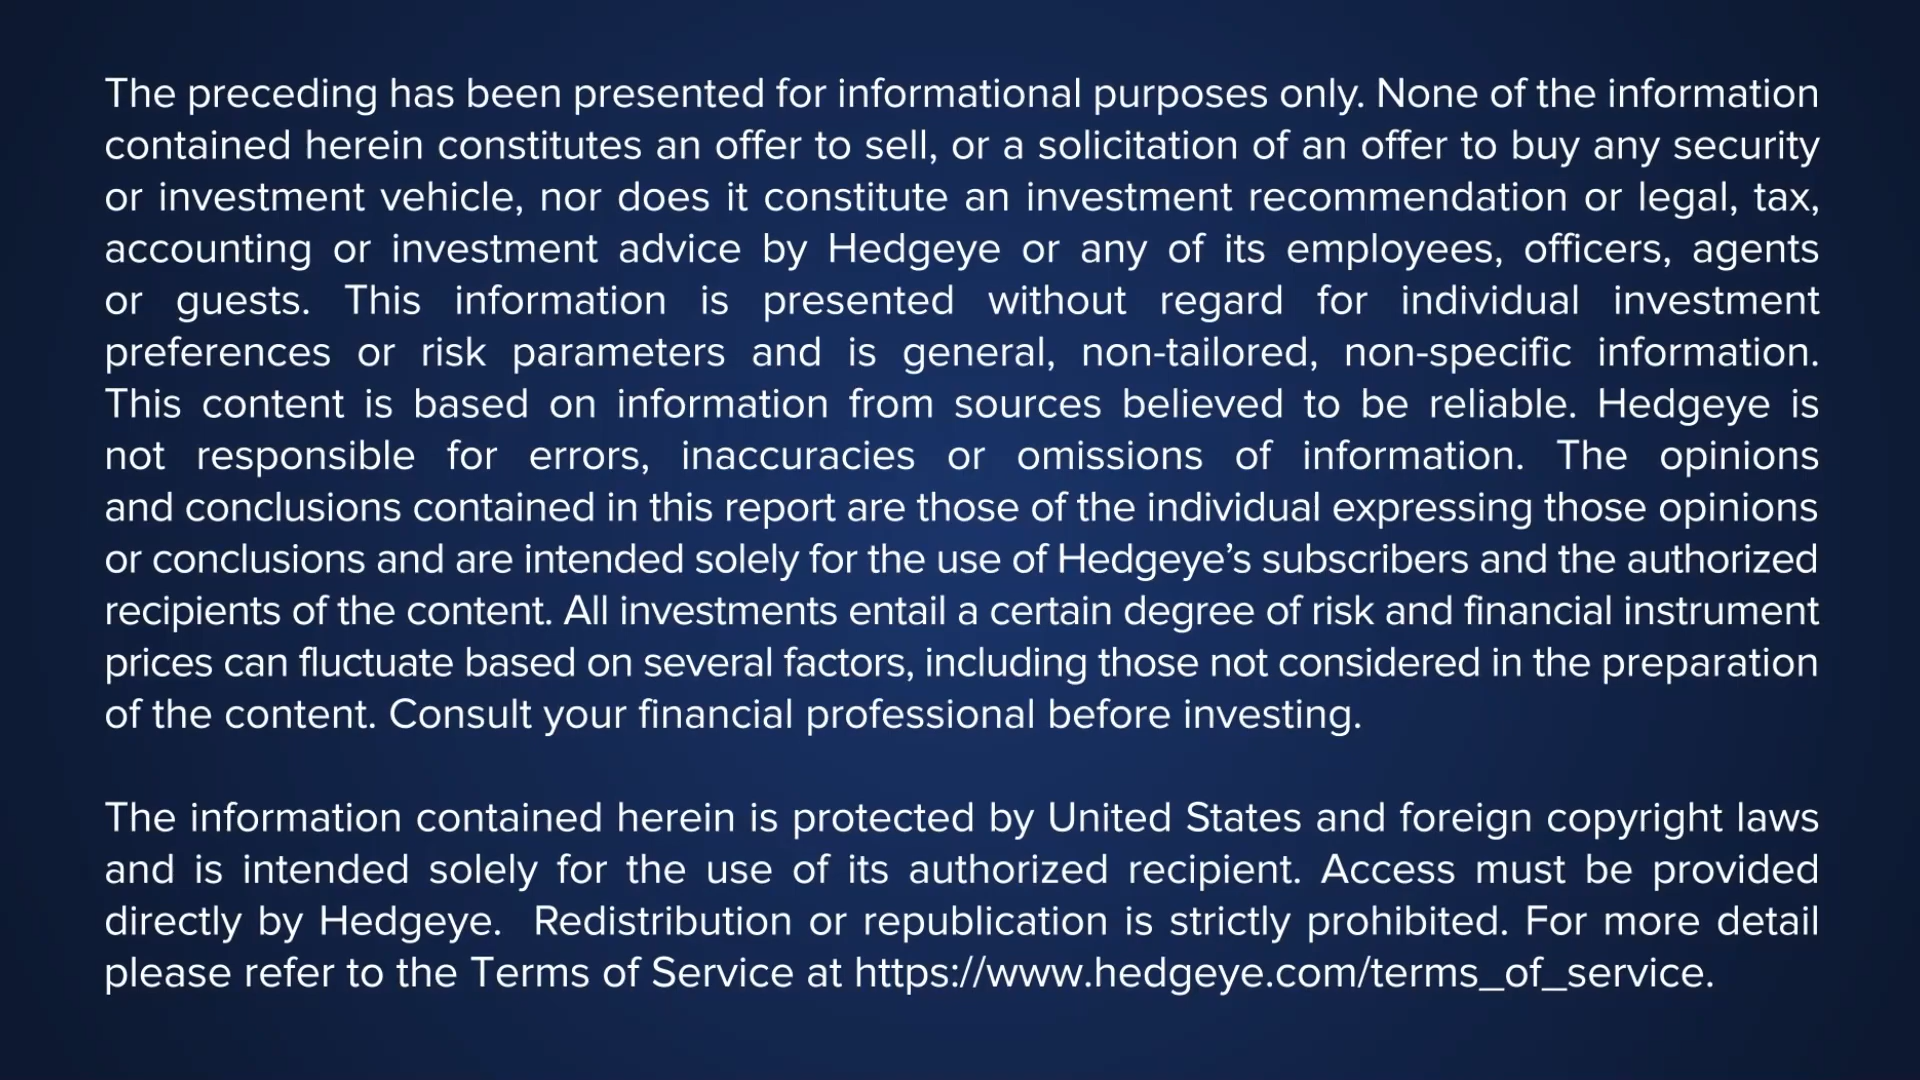 The preceding has been presented for informational purposes only. None of the information
contained herein constitutes an offer to sell, or a solicitation of an offer to buy any security
or investment vehicle, nor does it constitute an investment recommendation or legal, tax,
accounting or investment advice by Hedgeye or any of its employees, officers, agents
or guests. This information is presented without regard for individual investment
preferences or risk parameters and is general, non-tailored, non-specific information.
This content is based on information from sources believed to be reliable. Hedgeye is
not responsible for errors, inaccuracies or omissions of information. The opinions
and conclusions contained in this report are those of the individual expressing those opinions
or conclusions and are intended solely for the use of Hedgeye’s subscribers and the authorized
recipients of the content. All investments entail a certain degree of risk and financial instrument
prices can fluctuate based on several factors, including those not considered in the preparation
of the content. Consult your financial professional before investing.
The information contained herein is protected by United States and foreign copyright laws
and is intended solely for the use of its authorized recipient. Access must be provided
directly by Hedgeye.  Redistribution or republication is strictly prohibited. For more detail
please refer to the Terms of Service at https://www.hedgeye.com/terms_of_service.